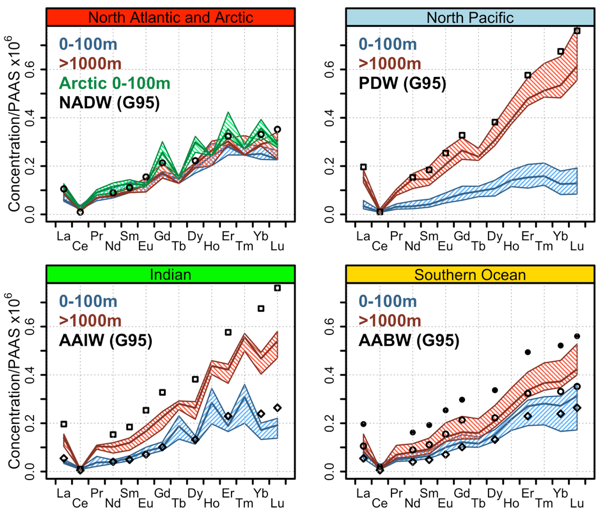 North Atlantic and Arctic
North Pacific
Concentration/PAAS x10⁶
0.0 0.2 0.4 0.6
0-100m
>1000m
Arctic 0-100m
NADW (G95)
La Ce Pr Nd Sm Eu Gd Tb Dy Ho Er Tm Yb Lu
0.0 0.2 0.4 0.6
0-100m
>1000m
PDW (G95)
La Ce Pr Nd Sm Eu Gd Tb Dy Ho Er Tm Yb Lu
Indian
Southern Ocean
Concentration/PAAS x10⁶
0.0 0.2 0.4 0.6
0-100m
>1000m
AAIW (G95)
La Ce Pr Nd Sm Eu Gd Tb Dy Ho Er Tm Yb Lu
0.0 0.2 0.4 0.6
0-100m
>1000m
AABW (G95)
La Ce Pr Nd Sm Eu Gd Tb Dy Ho Er Tm Yb Lu